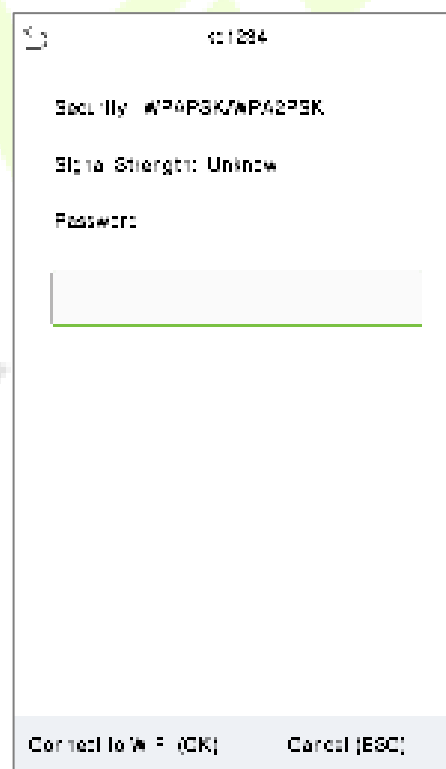 Security: WPAPSK/WPA2PSK
Signal Strength: Unknow
Password
Connect to Wi-Fi (OK) Cancel (ESC)